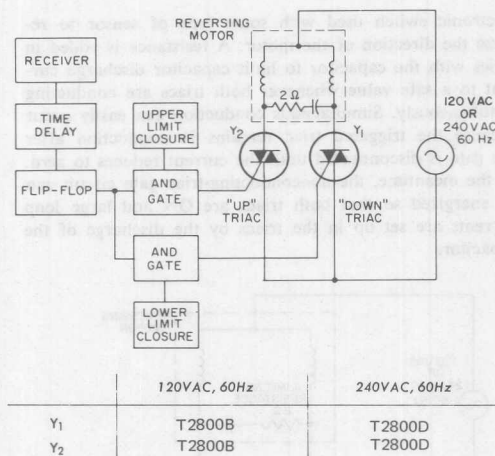 REVERSING
MOTOR
RECEIVER
TIME
DELAY
FLIP-FLOP
UPPER
LIMIT
CLOSURE
AND
GATE
AND
GATE
LOWER
LIMIT
CLOSURE
2 Ω
Y2
Y1
"UP"
TRIAC
"DOWN"
TRIAC
120 VAC
OR
240 VAC
60 Hz
120VAC, 60Hz 240VAC, 60Hz
Y1 T2800B T2800D
Y2 T2800B T2800D